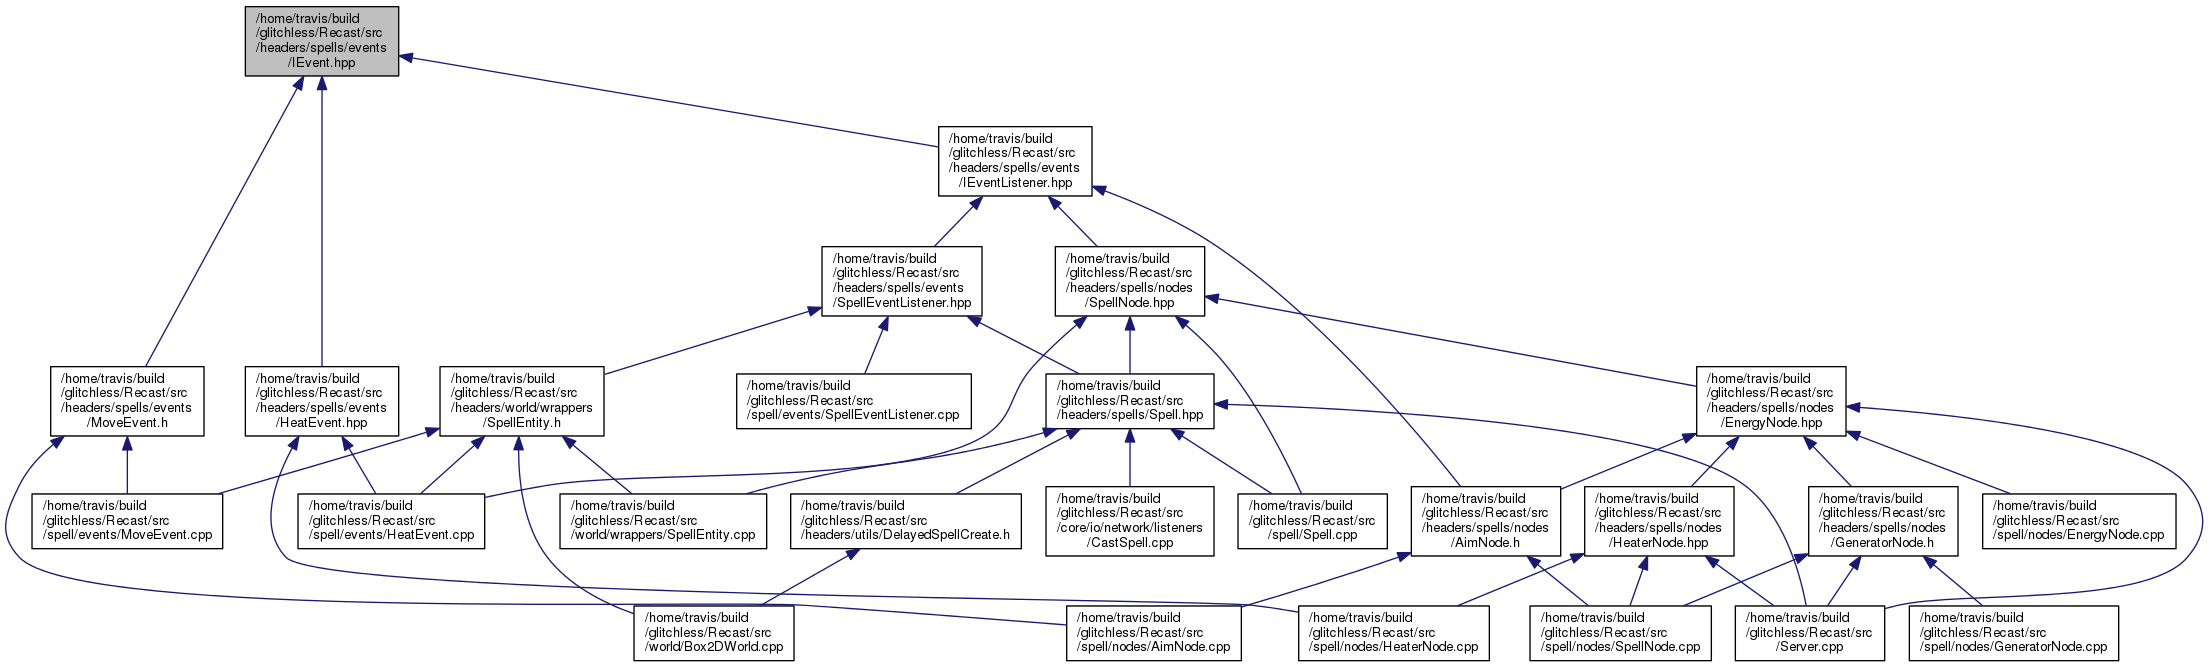 /home/travis/build
/glitchless/Recast/src
/headers/spells/events
/IEvent.hpp
/home/travis/build
/glitchless/Recast/src
/headers/spells/events
/IEventListener.hpp
/home/travis/build
/glitchless/Recast/src
/headers/spells/events
/SpellEventListener.hpp
/home/travis/build
/glitchless/Recast/src
/headers/spells/nodes
/SpellNode.hpp
/home/travis/build
/glitchless/Recast/src
/headers/spells/events
/MoveEvent.h
/home/travis/build
/glitchless/Recast/src
/headers/spells/events
/HeatEvent.hpp
/home/travis/build
/glitchless/Recast/src
/headers/world/wrappers
/SpellEntity.h
/home/travis/build
/glitchless/Recast/src
/spell/events/SpellEventListener.cpp
/home/travis/build
/glitchless/Recast/src
/headers/spells/Spell.hpp
/home/travis/build
/glitchless/Recast/src
/headers/spells/nodes
/EnergyNode.hpp
/home/travis/build
/glitchless/Recast/src
/spell/events/MoveEvent.cpp
/home/travis/build
/glitchless/Recast/src
/spell/events/HeatEvent.cpp
/home/travis/build
/glitchless/Recast/src
/world/wrappers/SpellEntity.cpp
/home/travis/build
/glitchless/Recast/src
/headers/utils/DelayedSpellCreate.h
/home/travis/build
/glitchless/Recast/src
/core/io/network/listeners
/CastSpell.cpp
/home/travis/build
/glitchless/Recast/src
/spell/Spell.cpp
/home/travis/build
/glitchless/Recast/src
/headers/spells/nodes
/AimNode.h
/home/travis/build
/glitchless/Recast/src
/headers/spells/nodes
/HeaterNode.hpp
/home/travis/build
/glitchless/Recast/src
/headers/spells/nodes
/GeneratorNode.h
/home/travis/build
/glitchless/Recast/src
/spell/nodes/EnergyNode.cpp
/home/travis/build
/glitchless/Recast/src
/world/Box2DWorld.cpp
/home/travis/build
/glitchless/Recast/src
/spell/nodes/AimNode.cpp
/home/travis/build
/glitchless/Recast/src
/spell/nodes/HeaterNode.cpp
/home/travis/build
/glitchless/Recast/src
/spell/nodes/SpellNode.cpp
/home/travis/build
/glitchless/Recast/src
/Server.cpp
/home/travis/build
/glitchless/Recast/src
/spell/nodes/GeneratorNode.cpp